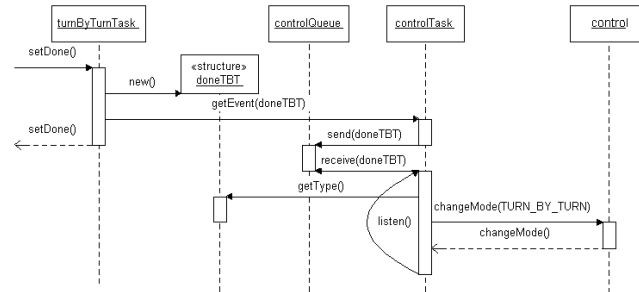 turnByTurnTask
controlQueue
controlTask
control
setDone()
«structure»
doneTBT
new()
getEvent(doneTBT)
setDone()
send(doneTBT)
receive(doneTBT)
getType()
changeMode(TURN_BY_TURN)
listen()
changeMode()